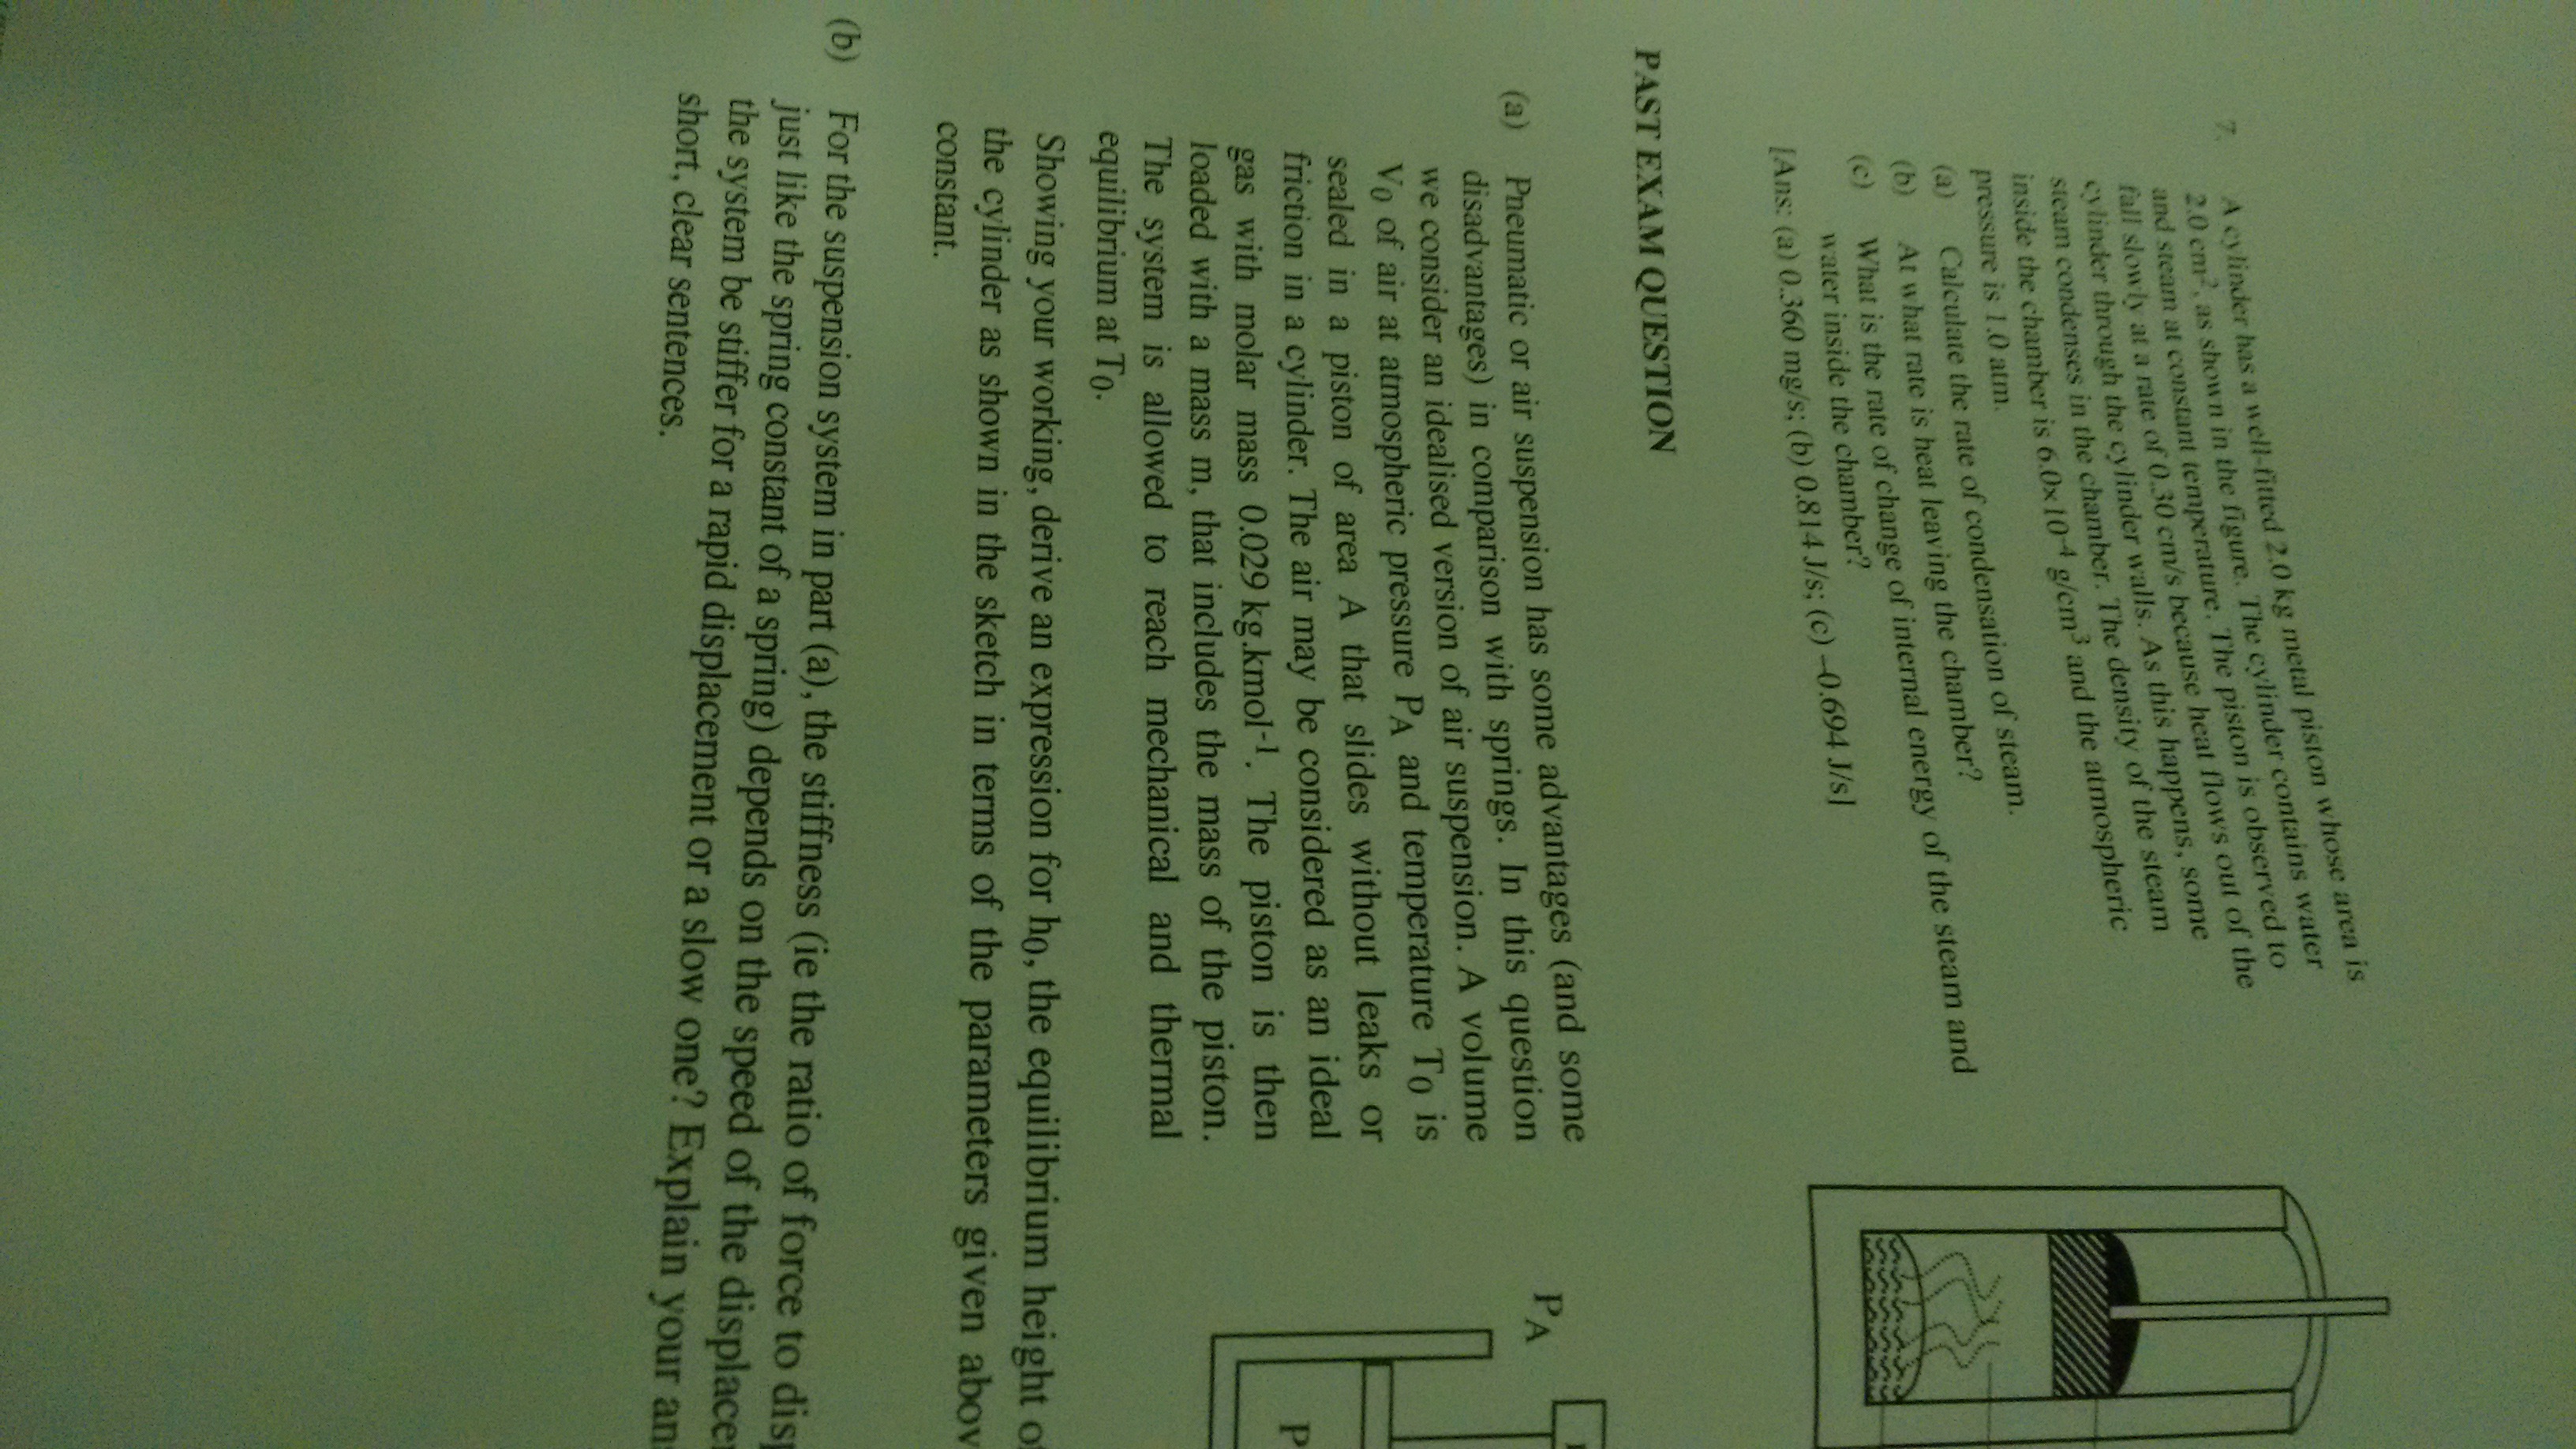 7. A cylinder has a well-fitted 2.0 kg metal piston whose area is
2.0 cm², as shown in the figure. The cylinder contains water
and steam at constant temperature. The piston is observed to
fall slowly at a rate of 0.30 cm/s because heat flows out of the
cylinder through the cylinder walls. As this happens, some
steam condenses in the chamber. The density of the steam
inside the chamber is 6.0x10⁻⁴ g/cm³ and the atmospheric
pressure is 1.0 atm.
(a) Calculate the rate of condensation of steam.
(b) At what rate is heat leaving the chamber?
(c) What is the rate of change of internal energy of the steam and
water inside the chamber?
[Ans: (a) 0.360 mg/s; (b) 0.814 J/s; (c) –0.694 J/s]
PAST EXAM QUESTION
(a) Pneumatic or air suspension has some advantages (and some
disadvantages) in comparison with springs. In this question
we consider an idealised version of air suspension. A volume
V₀ of air at atmospheric pressure P_A and temperature T₀ is
sealed in a piston of area A that slides without leaks or
friction in a cylinder. The air may be considered as an ideal
gas with molar mass 0.029 kg.kmol⁻¹. The piston is then
loaded with a mass m, that includes the mass of the piston.
The system is allowed to reach mechanical and thermal
equilibrium at T₀.
P_A
P
Showing your working, derive an expression for h₀, the equilibrium height of
the cylinder as shown in the sketch in terms of the parameters given abov
constant.
(b) For the suspension system in part (a), the stiffness (ie the ratio of force to disp
just like the spring constant of a spring) depends on the speed of the displace
the system be stiffer for a rapid displacement or a slow one? Explain your an
short, clear sentences.